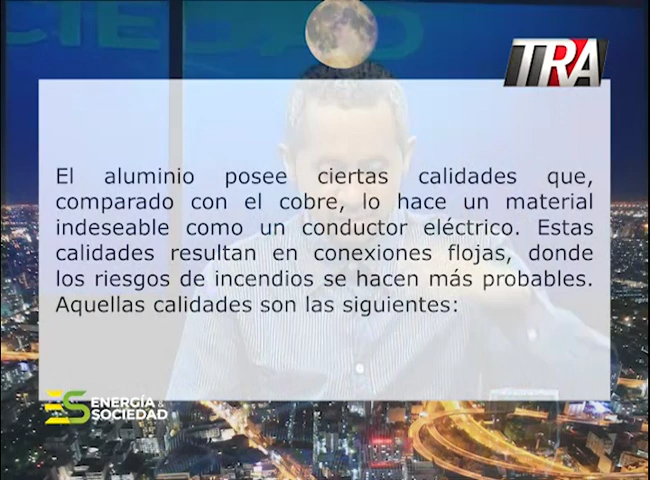 CIEDAD
TRA
El aluminio posee ciertas calidades que,
comparado con el cobre, lo hace un material
indeseable como un conductor eléctrico. Estas
calidades resultan en conexiones flojas, donde
los riesgos de incendios se hacen más probables.
Aquellas calidades son las siguientes:
ES ENERGÍA &
SOCIEDAD